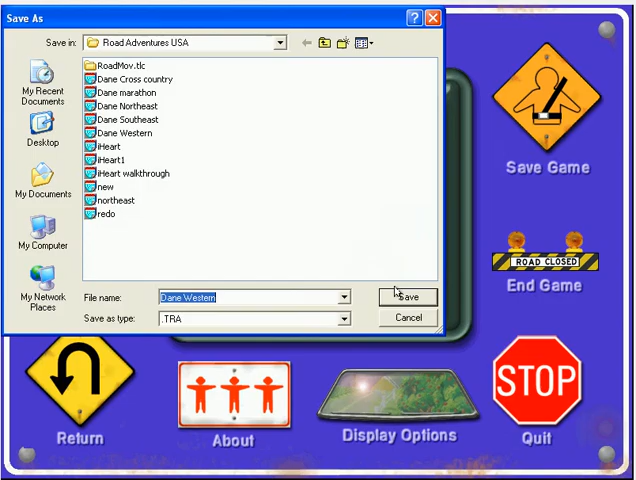 Save As
Save in: Road Adventures USA
My Recent
Documents
Desktop
My Documents
My Computer
My Network
Places
RoadMov.tlc
Dane Cross country
Dane marathon
Dane Northeast
Dane Southeast
Dane Western
iHeart
iHeart1
iHeart walkthrough
new
northeast
redo
File name: Dane Western Save
Save as type: .TRA Cancel
Save Game
ROAD CLOSED
End Game
STOP
Return
About
Display Options
Quit